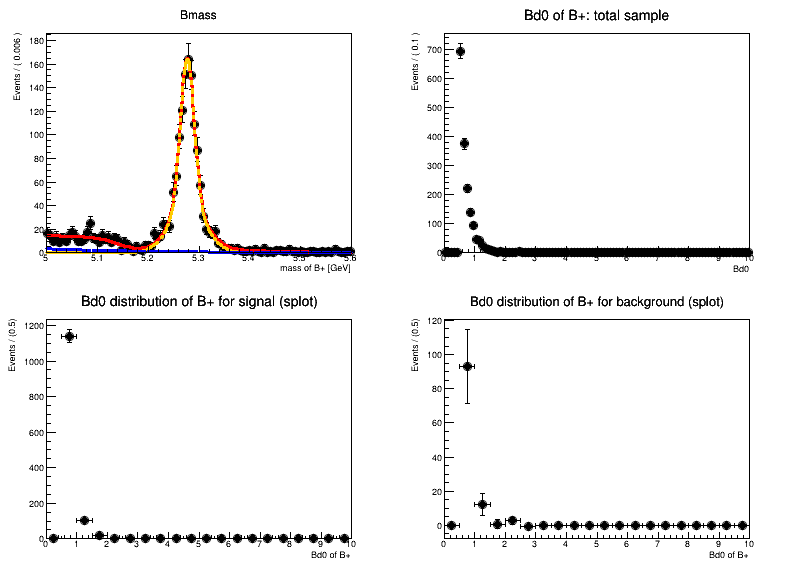 Bmass
Events / ( 0.006 )
180
160
140
120
100
80
60
40
20
0
5 5.1 5.2 5.3 5.4 5.5 5.6
mass of B+ [GeV]
Bd0 of B+: total sample
Events / ( 0.1 )
700
600
500
400
300
200
100
0
0 1 2 3 4 5 6 7 8 9 10
Bd0
Bd0 distribution of B+ for signal (splot)
Events / (0.5)
1200
1000
800
600
400
200
0
0 1 2 3 4 5 6 7 8 9 10
Bd0 of B+
Bd0 distribution of B+ for background (splot)
Events / (0.5)
120
100
80
60
40
20
0
0 1 2 3 4 5 6 7 8 9 10
Bd0 of B+